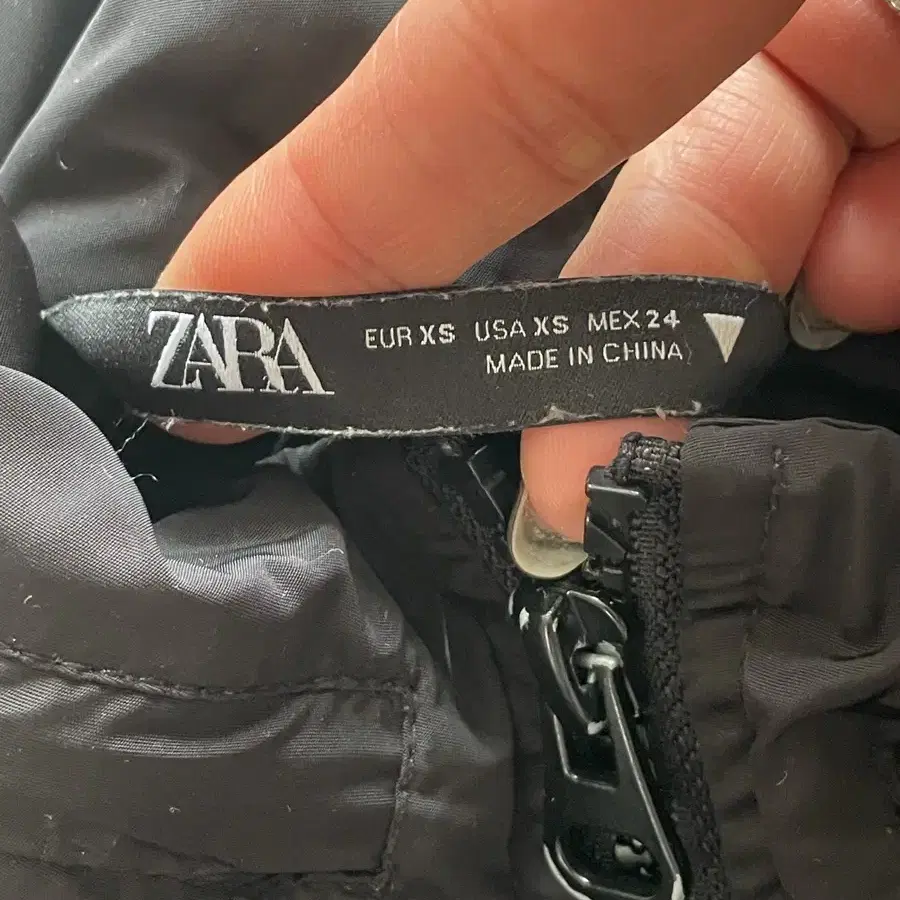 ZARA
EUR XS USA XS MEX 24
MADE IN CHINA